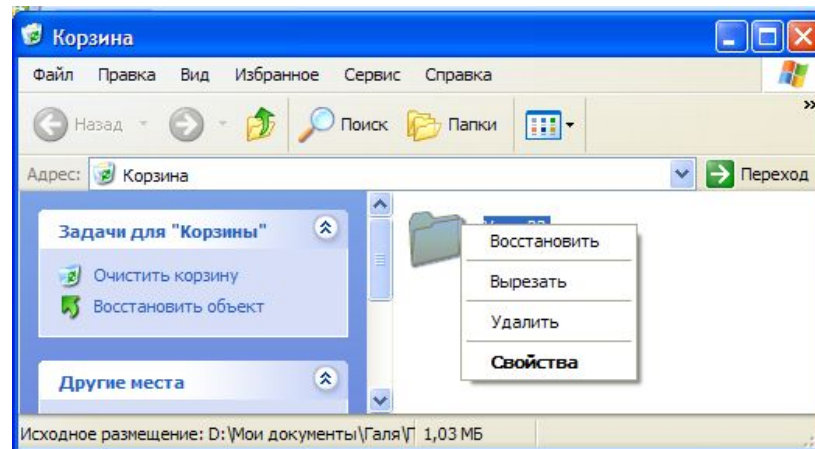 Корзина
Файл Правка Вид Избранное Сервис Справка
Назад Поиск Папки »
Адрес: Корзина Переход
Задачи для "Корзины"
Очистить корзину
Восстановить объект
Другие места
Восстановить
Вырезать
Удалить
Свойства
Исходное размещение: D:\Мои документы\Галя\Г 1,03 МБ